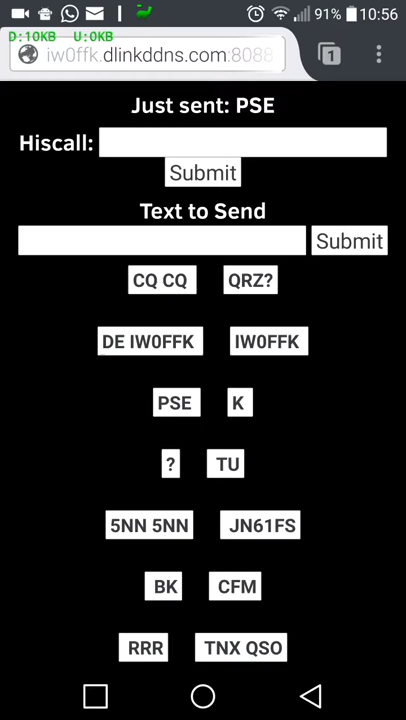 91% 10:56
D:10KB U:0KB
iw0ffk.dlinkddns.com:8088
1
Just sent: PSE
Hiscall:
Submit
Text to Send
Submit
CQ CQ QRZ?
DE IW0FFK IW0FFK
PSE K
? TU
5NN 5NN JN61FS
BK CFM
RRR TNX QSO